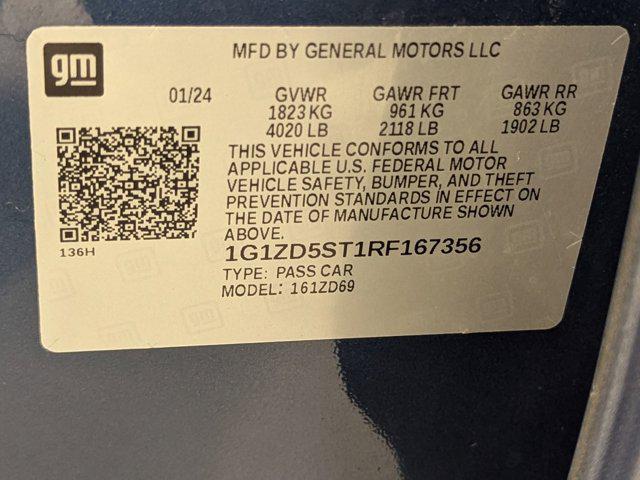 gm
MFD BY GENERAL MOTORS LLC
01/24 GVWR GAWR FRT GAWR RR
1823 KG 961 KG 863 KG
4020 LB 2118 LB 1902 LB
THIS VEHICLE CONFORMS TO ALL
APPLICABLE U.S. FEDERAL MOTOR
VEHICLE SAFETY, BUMPER, AND THEFT
PREVENTION STANDARDS IN EFFECT ON
THE DATE OF MANUFACTURE SHOWN
ABOVE.
136H
1G1ZD5ST1RF167356
TYPE: PASS CAR
MODEL: 161ZD69